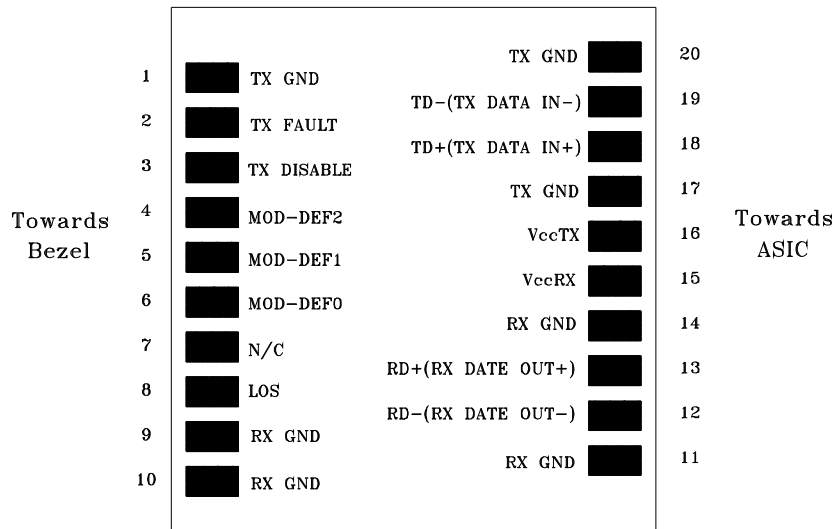 TX GND 20
1 TX GND
TD-(TX DATA IN-) 19
2 TX FAULT
TD+(TX DATA IN+) 18
3 TX DISABLE
TX GND 17
4 MOD-DEF2
Towards
Bezel
VccTX 16
Towards
ASIC
5 MOD-DEF1
VccRX 15
6 MOD-DEF0
RX GND 14
7 N/C
RD+(RX DATE OUT+) 13
8 LOS
RD-(RX DATE OUT-) 12
9 RX GND
RX GND 11
10 RX GND